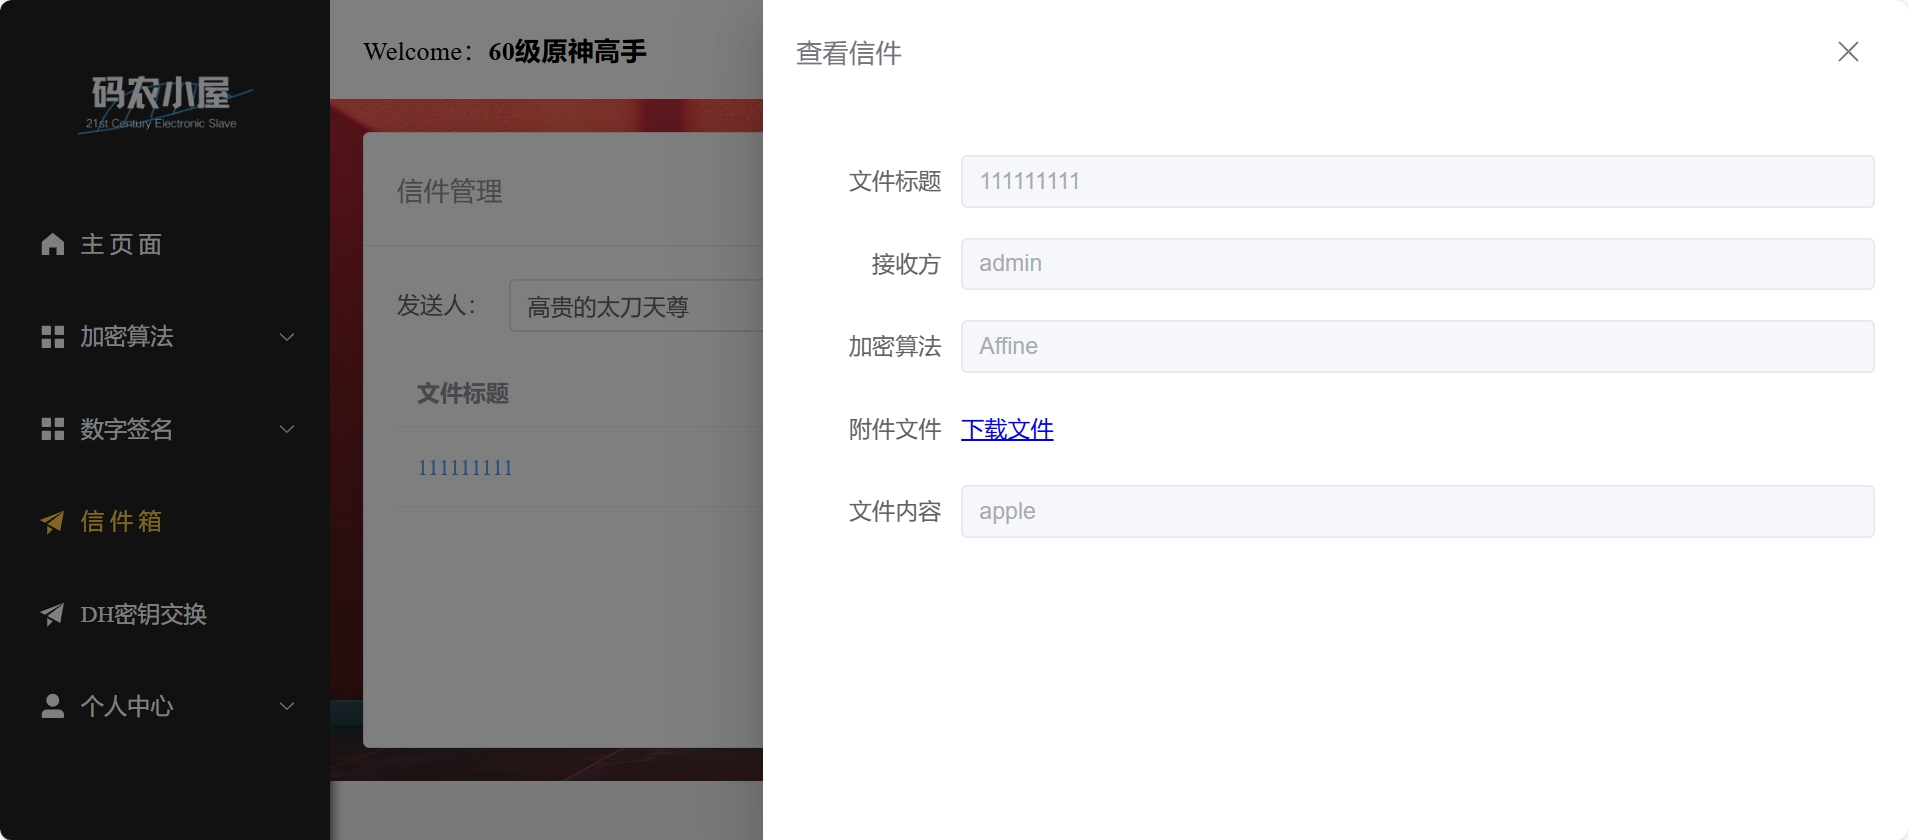 码农小屋
21st Century Electronic Slave
主页面
加密算法
数字签名
信件箱
DH密钥交换
个人中心
Welcome：60级原神高手
信件管理
发送人：
高贵的太刀天尊
文件标题
111111111
查看信件
文件标题
111111111
接收方
admin
加密算法
Affine
附件文件
下载文件
文件内容
apple